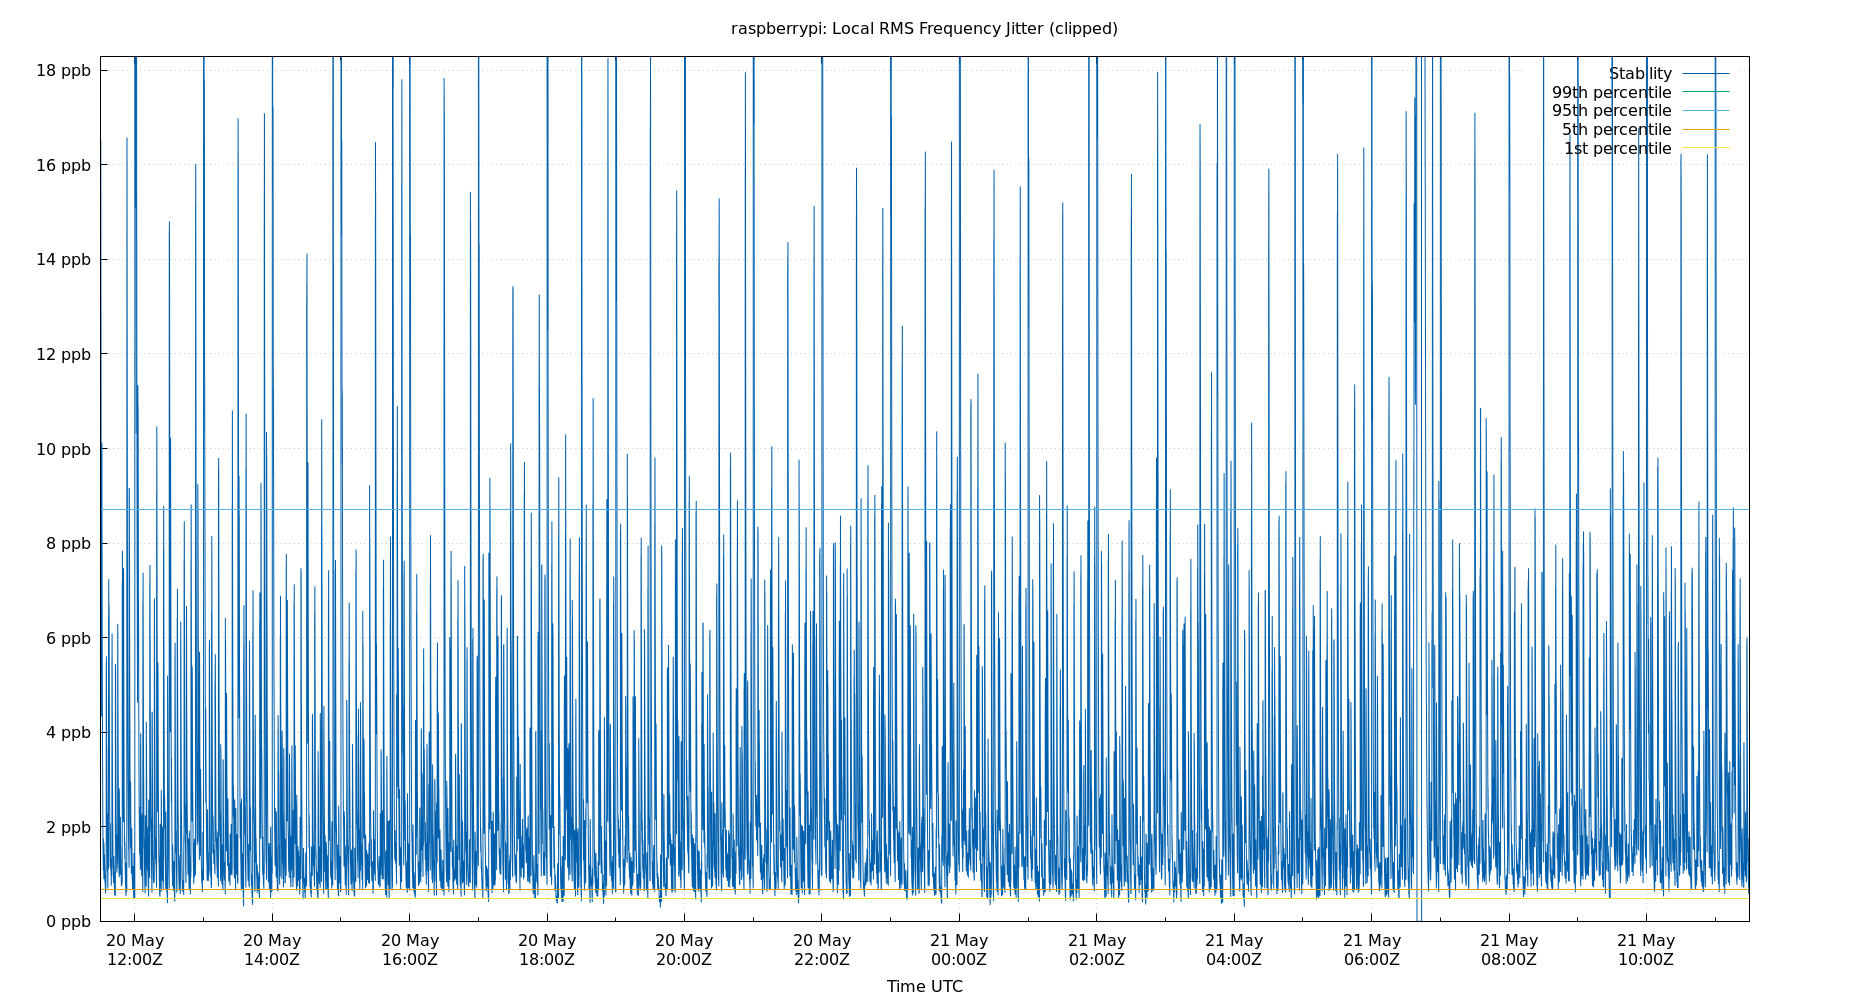 raspberrypi: Local RMS Frequency Jitter (clipped)
18 ppb
16 ppb
14 ppb
12 ppb
10 ppb
8 ppb
6 ppb
4 ppb
2 ppb
0 ppb
Stability
99th percentile
95th percentile
5th percentile
1st percentile
20 May 20 May 20 May 20 May 20 May 20 May 21 May 21 May 21 May 21 May 21 May 21 May
12:00Z 14:00Z 16:00Z 18:00Z 20:00Z 22:00Z 00:00Z 02:00Z 04:00Z 06:00Z 08:00Z 10:00Z
Time UTC